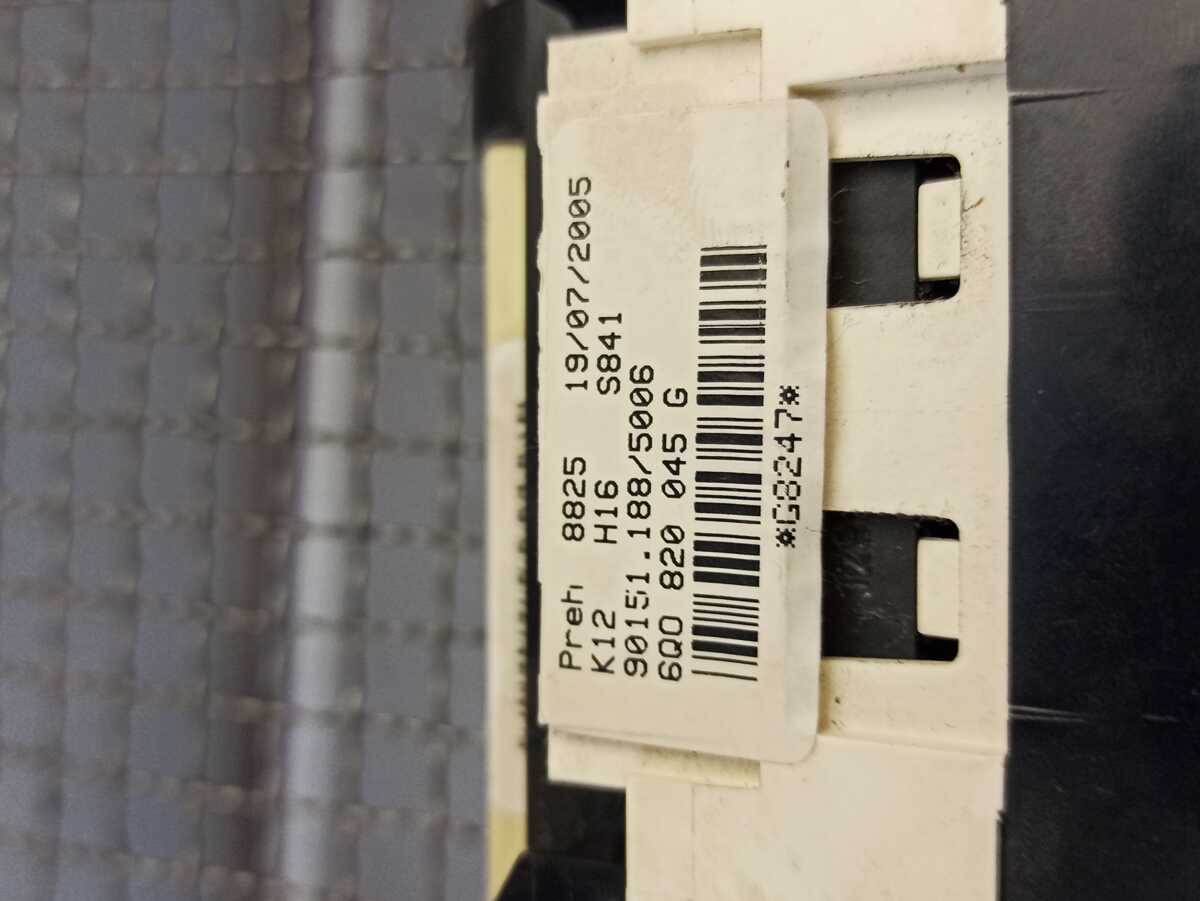 Preh 8825 19/07/2005
K12 H16 S841
90151.188/5006
6Q0 820 045 G
*G8247*